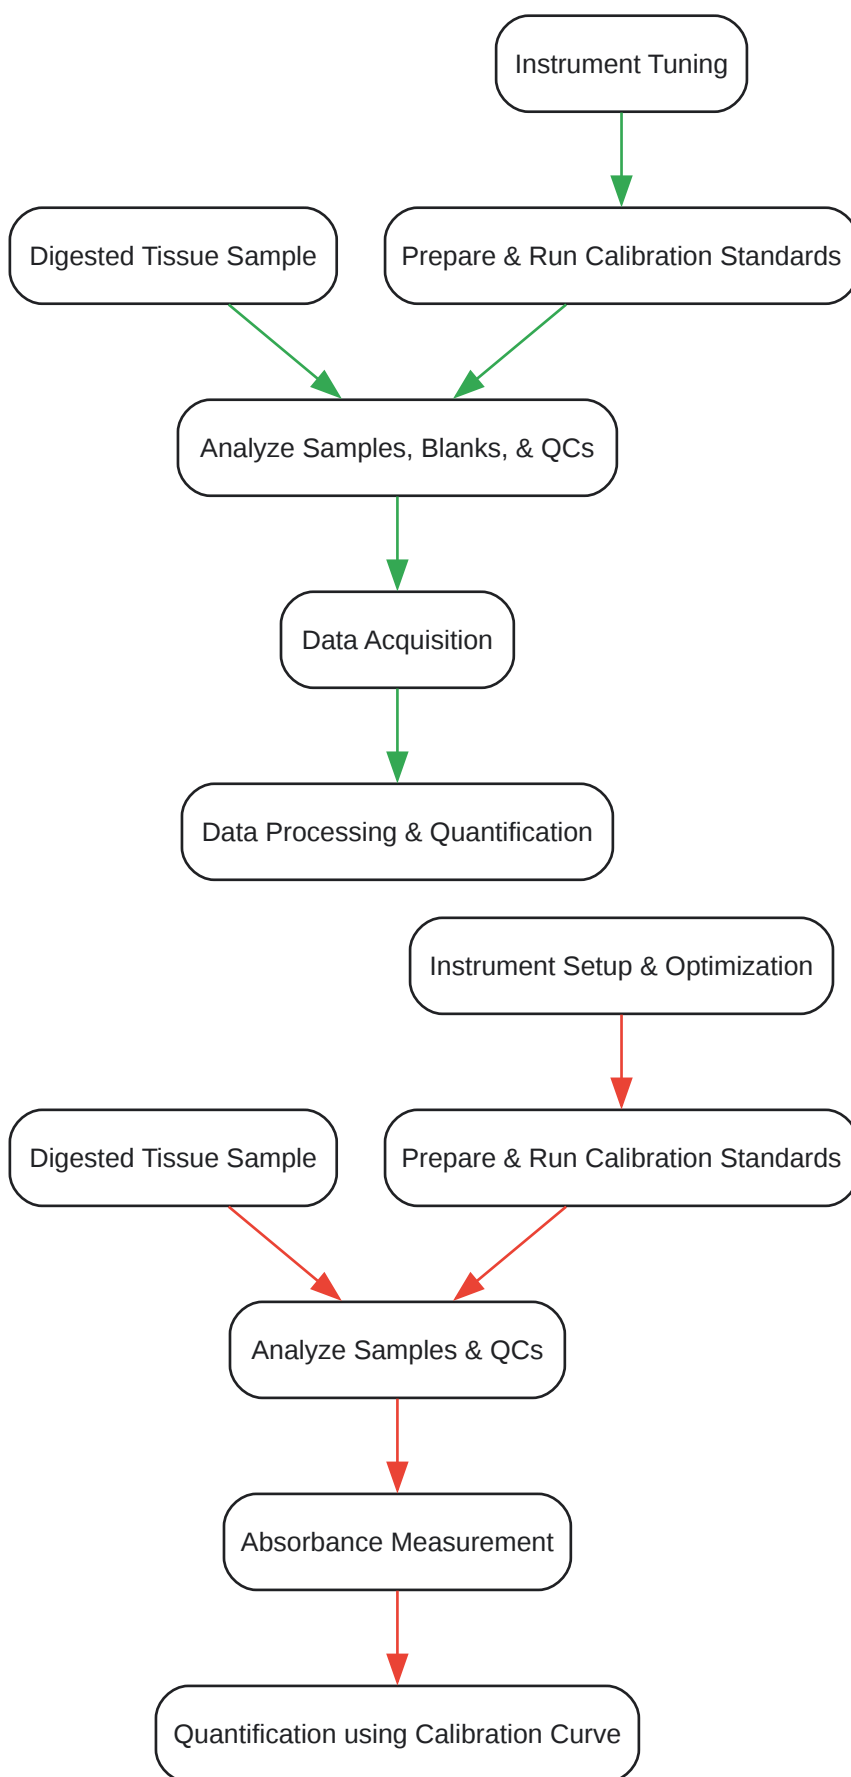 Instrument Tuning
Digested Tissue Sample
Prepare & Run Calibration Standards
Analyze Samples, Blanks, & QCs
Data Acquisition
Data Processing & Quantification
Instrument Setup & Optimization
Digested Tissue Sample
Prepare & Run Calibration Standards
Analyze Samples & QCs
Absorbance Measurement
Quantification using Calibration Curve